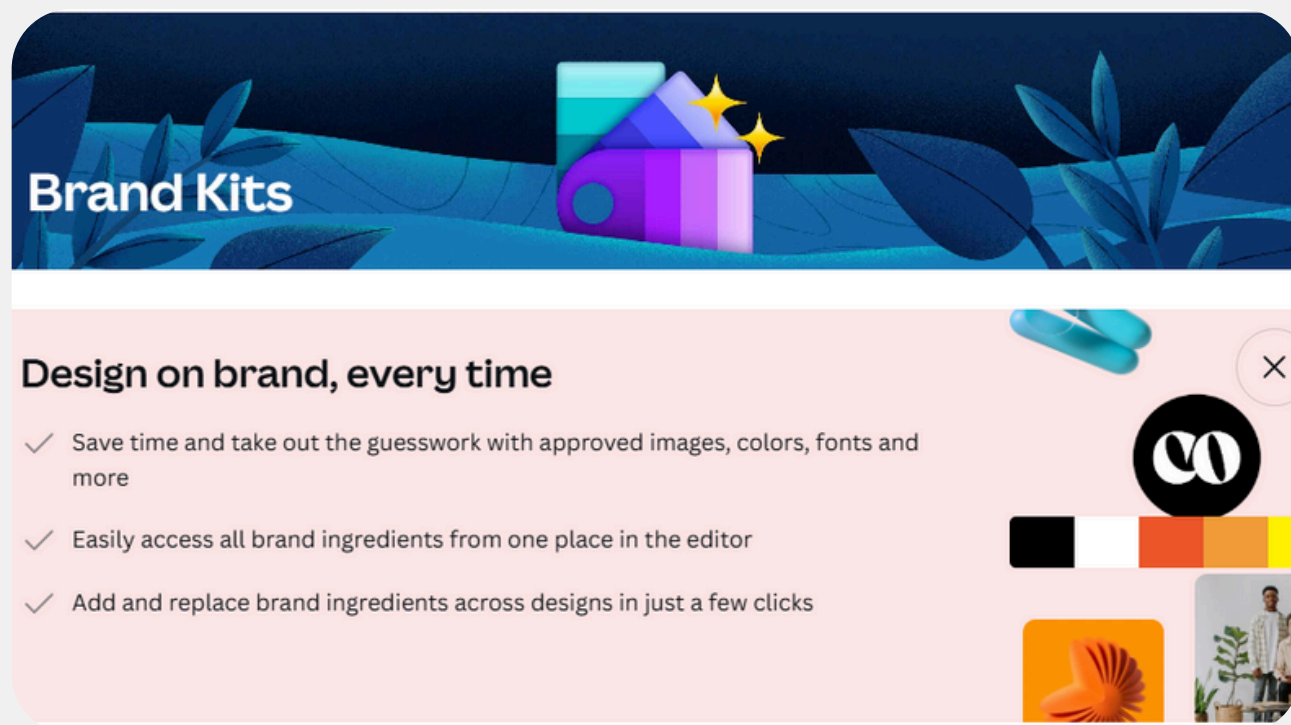 Brand Kits
Design on brand, every time
Save time and take out the guesswork with approved images, colors, fonts and
more
Easily access all brand ingredients from one place in the editor
Add and replace brand ingredients across designs in just a few clicks
CO